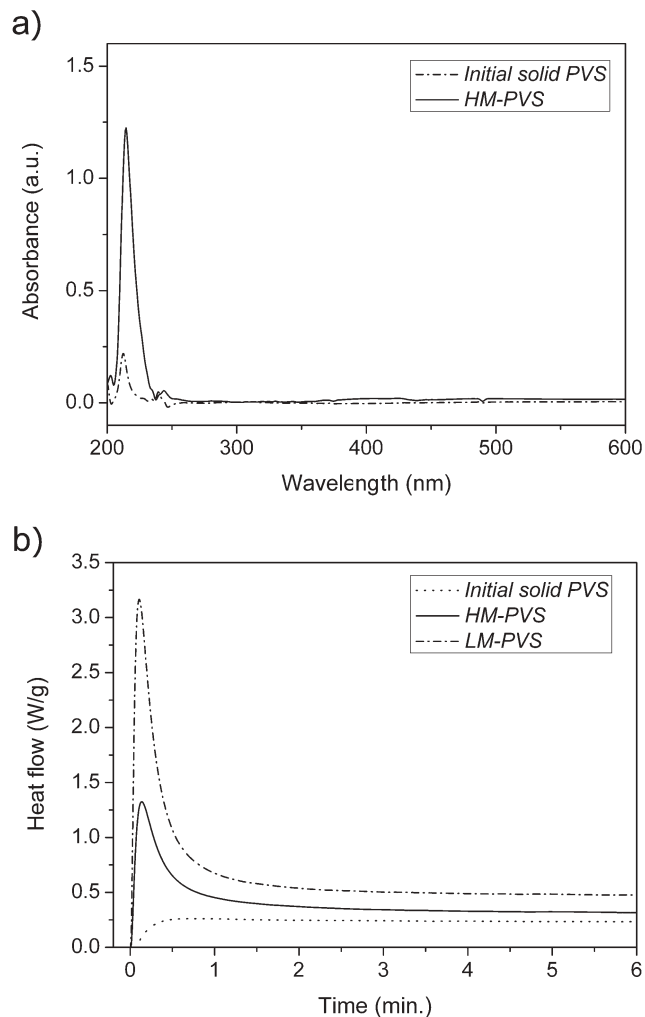 a)
1.5
1.0
0.5
0.0
Absorbance (a.u.)
Initial solid PVS
HM-PVS
200 300 400 500 600
Wavelength (nm)
b)
3.5
3.0
2.5
2.0
1.5
1.0
0.5
0.0
Heat flow (W/g)
Initial solid PVS
HM-PVS
LM-PVS
0 1 2 3 4 5 6
Time (min.)